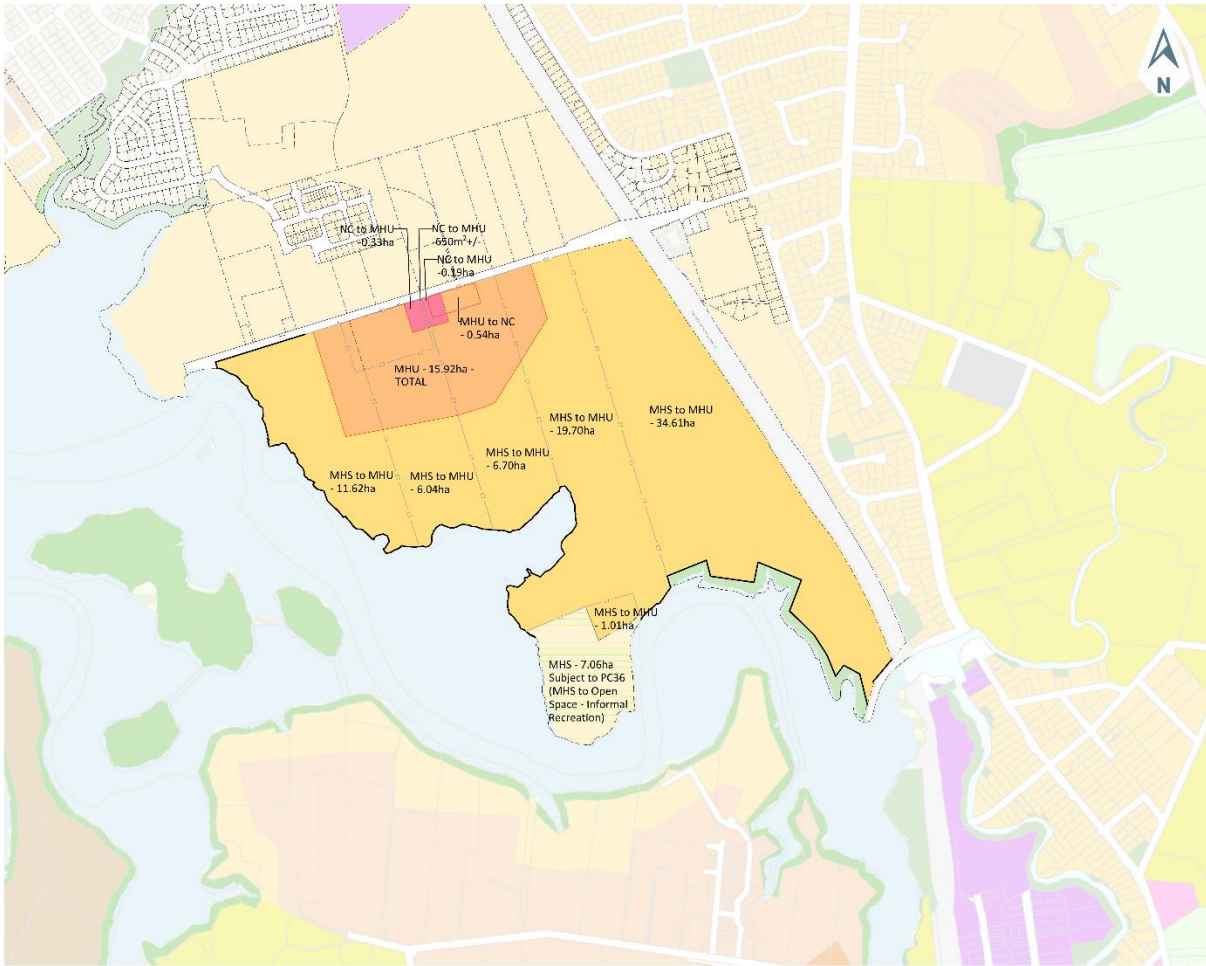 N
NC to MHU
-0.33ha
NC to MHU
-650m²+/-
NC to MHU
-0.19ha
MHU to NC
- 0.54ha
MHU - 15.92ha -
TOTAL
MHS to MHU
- 19.70ha
MHS to MHU
- 34.61ha
MHS to MHU
- 6.70ha
MHS to MHU
- 11.62ha
MHS to MHU
- 6.04ha
MHS to MHU
- 1.01ha
MHS - 7.06ha
Subject to PC36
(MHS to Open
Space - Informal
Recreation)